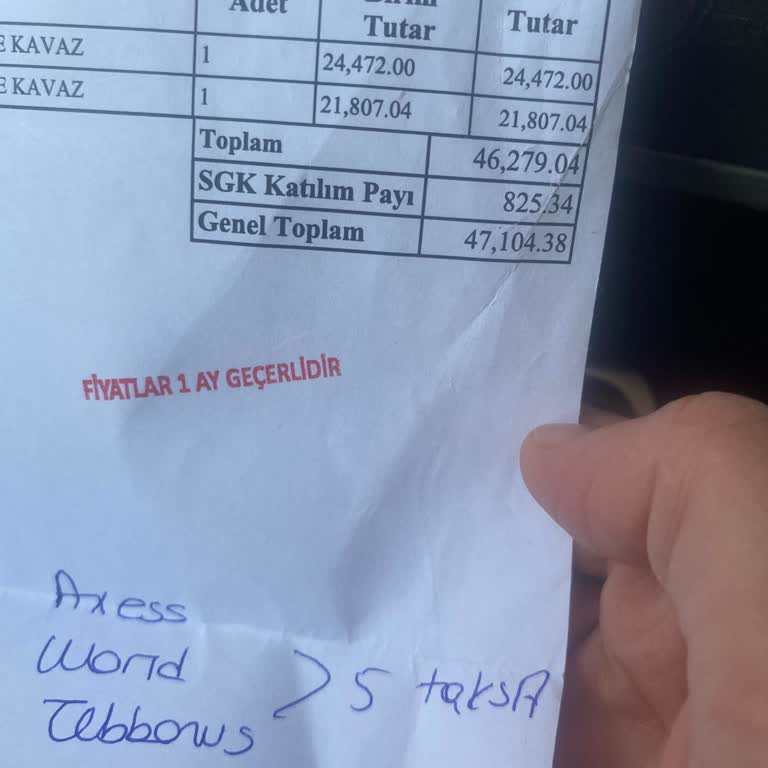 Adet Birim Tutar Tutar
E KAVAZ 1 24,472.00 24,472.00
E KAVAZ 1 21,807.04 21,807.04
Toplam 46,279.04
SGK Katılım Payı 825.34
Genel Toplam 47,104.38
FİYATLAR 1 AY GEÇERLİDİR
Axess
World
> 5 taksit